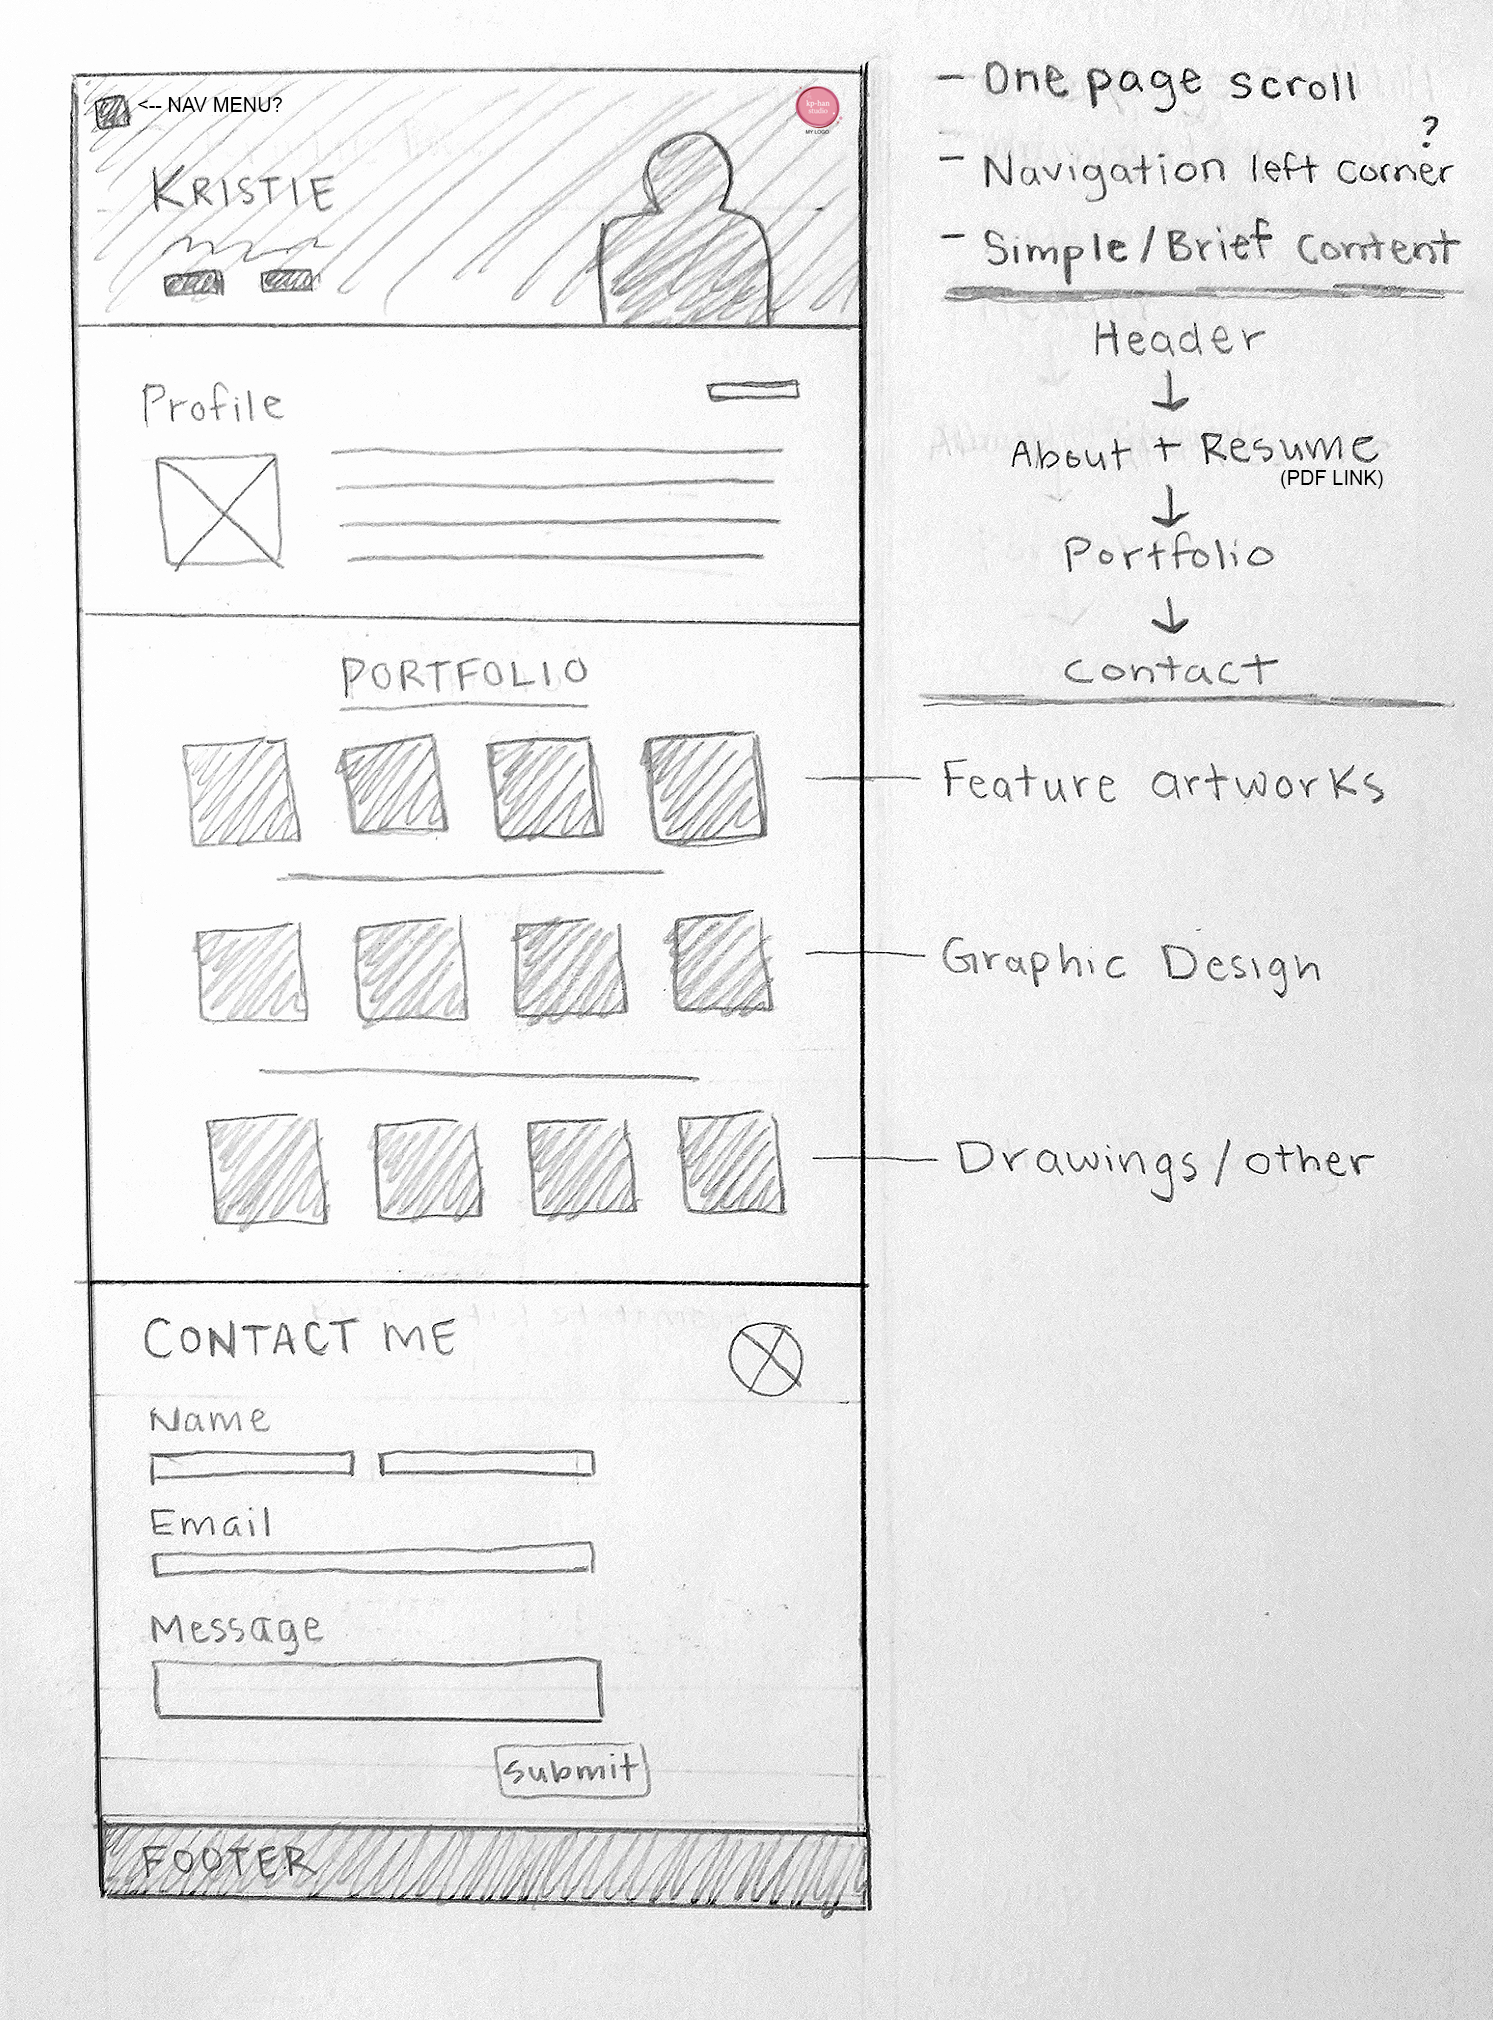 <-- NAV MENU?
kp-han
studio
MY LOGO
KRISTIE
Profile
PORTFOLIO
CONTACT ME
Name
Email
Message
Submit
FOOTER
- One page scroll
?
- Navigation left corner
- Simple/Brief content
Header
↓
About + Resume
(PDF LINK)
↓
Portfolio
↓
Contact
Feature artworks
Graphic Design
Drawings/other